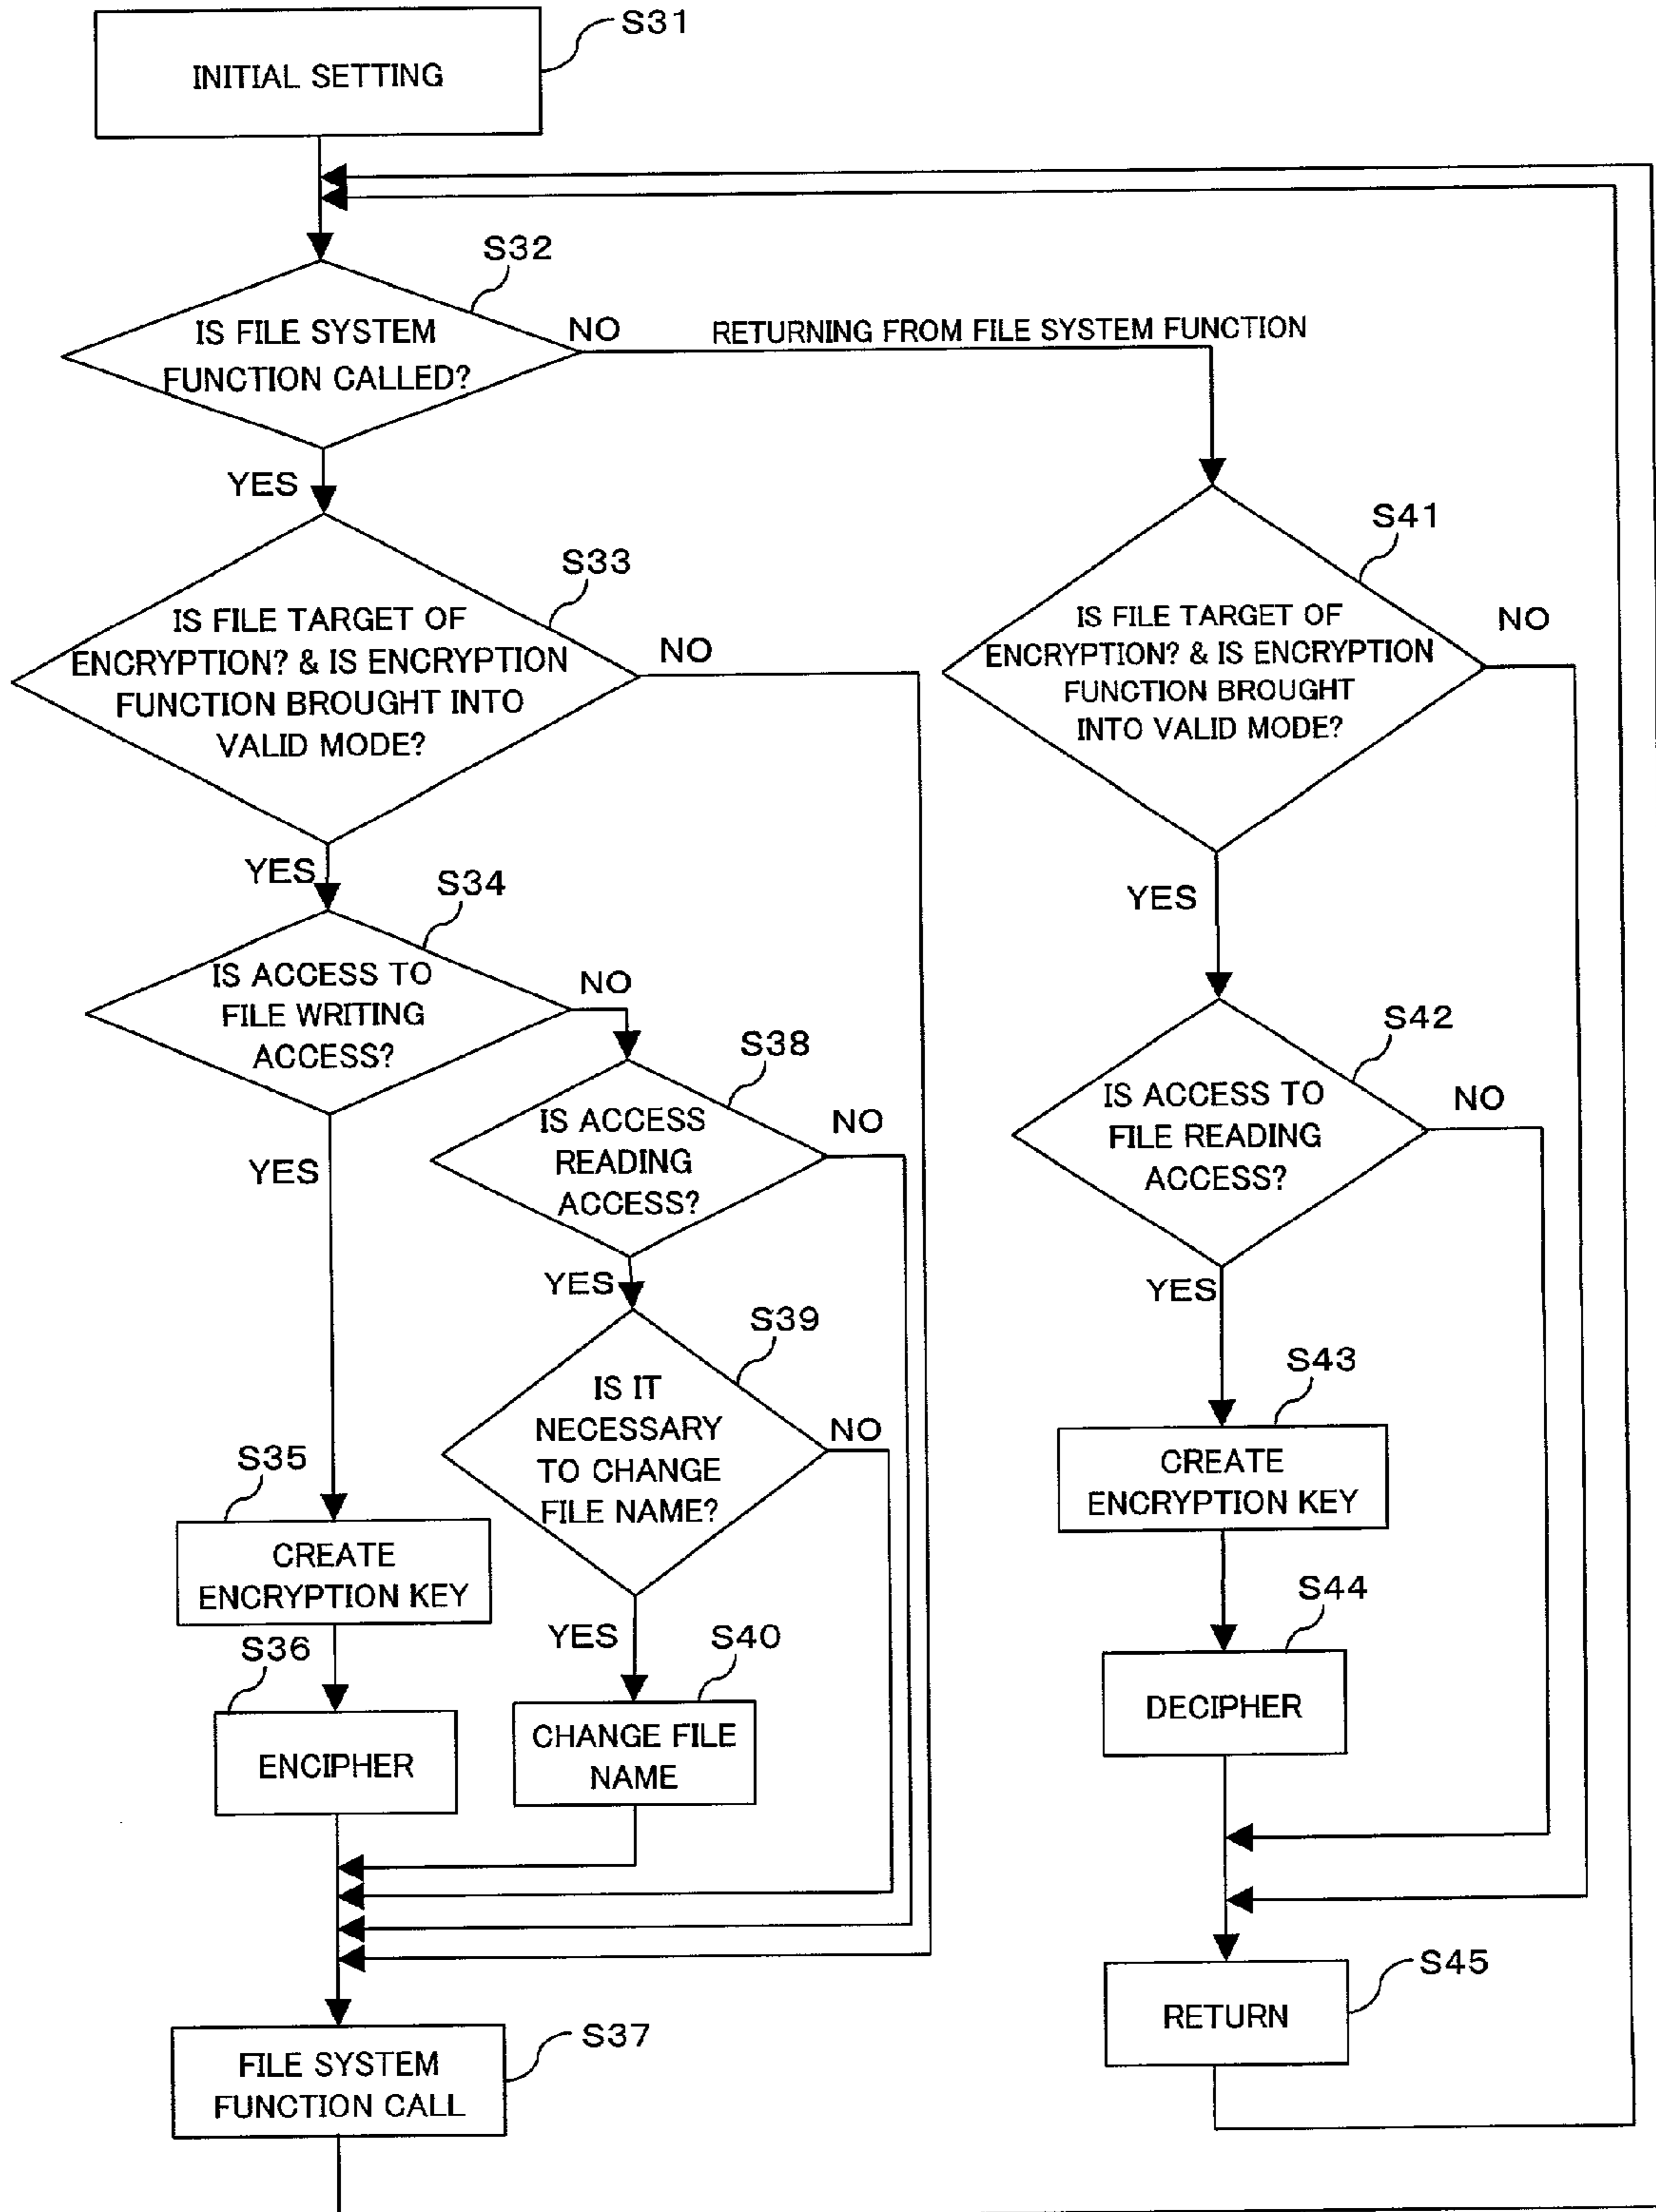 S31
INITIAL SETTING
S32
IS FILE SYSTEM
FUNCTION CALLED?
NO
RETURNING FROM FILE SYSTEM FUNCTION
YES
S33
IS FILE TARGET OF
ENCRYPTION? & IS ENCRYPTION
FUNCTION BROUGHT INTO
VALID MODE?
NO
YES
S34
IS ACCESS TO
FILE WRITING
ACCESS?
NO
YES
S38
IS ACCESS
READING
ACCESS?
NO
YES
S39
IS IT
NECESSARY
TO CHANGE
FILE NAME?
NO
YES
S40
CHANGE FILE
NAME
S35
CREATE
ENCRYPTION KEY
S36
ENCIPHER
S37
FILE SYSTEM
FUNCTION CALL
S41
IS FILE TARGET OF
ENCRYPTION? & IS ENCRYPTION
FUNCTION BROUGHT
INTO VALID MODE?
NO
YES
S42
IS ACCESS TO
FILE READING
ACCESS?
NO
YES
S43
CREATE
ENCRYPTION KEY
S44
DECIPHER
S45
RETURN